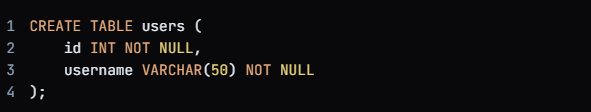 1 CREATE TABLE users (
2     id INT NOT NULL,
3     username VARCHAR(50) NOT NULL
4 );